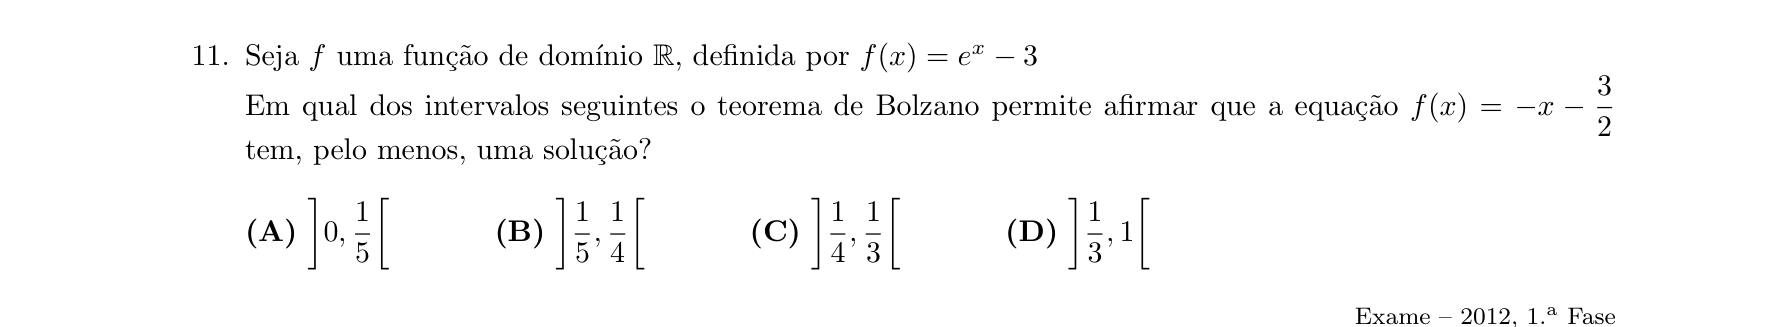 11. Seja f uma função de domínio ℝ, definida por f(x) = eˣ − 3
Em qual dos intervalos seguintes o teorema de Bolzano permite afirmar que a equação f(x) = −x − 3/2
tem, pelo menos, uma solução?
(A) ]0, 1/5[ (B) ]1/5, 1/4[ (C) ]1/4, 1/3[ (D) ]1/3, 1[
Exame – 2012, 1.ª Fase